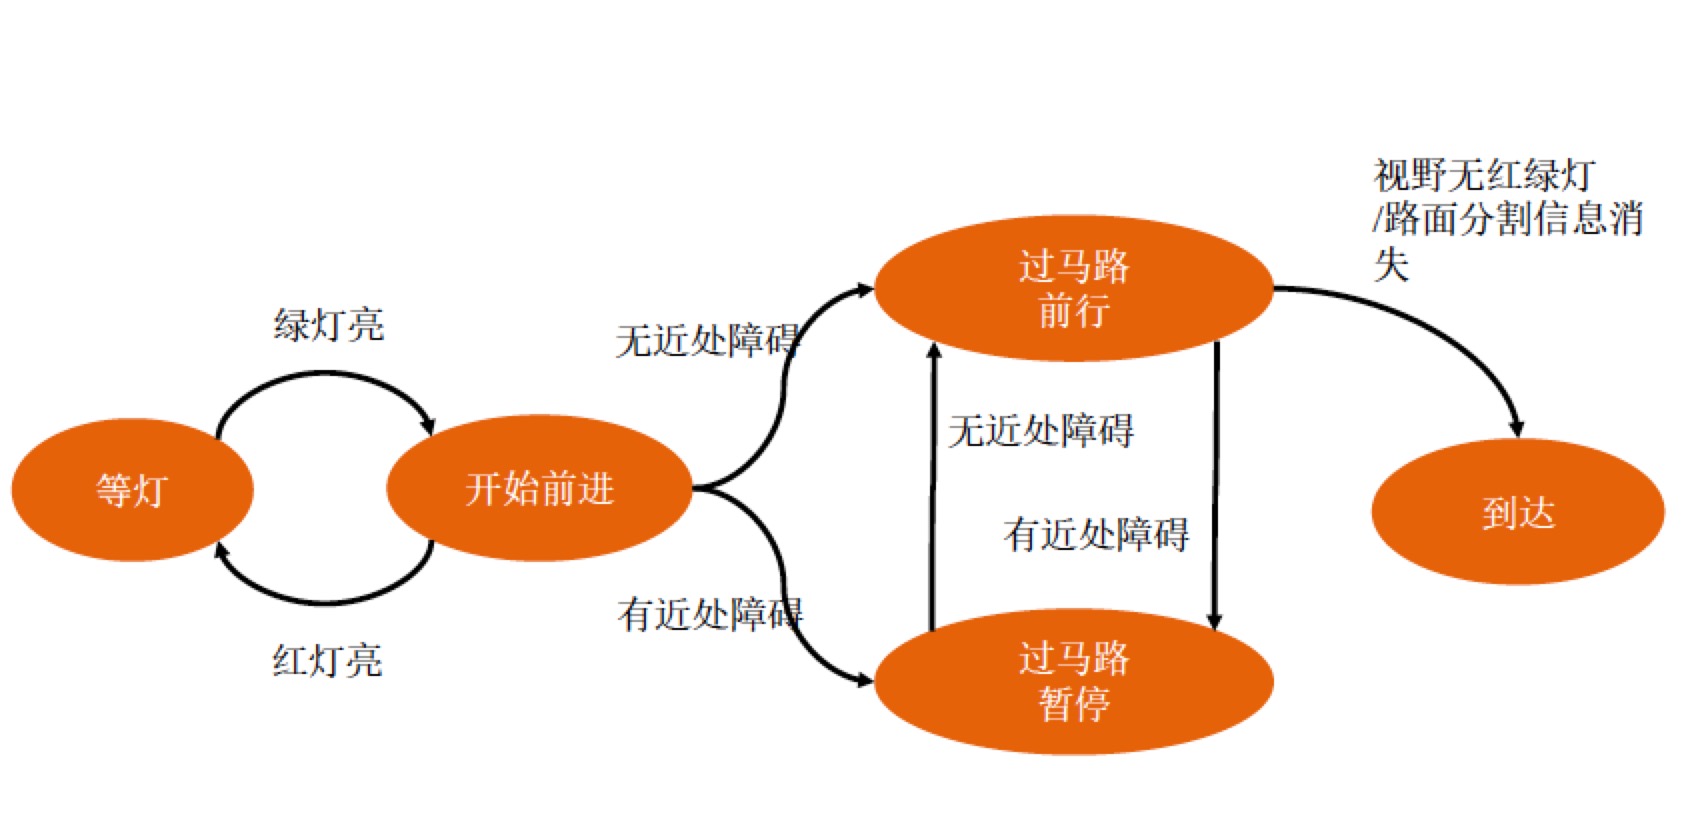 视野无红绿灯
/路面分割信息消
失
过马路
前行
绿灯亮
无近处障碍
无近处障碍
等灯
开始前进
到达
有近处障碍
有近处障碍
红灯亮
过马路
暂停